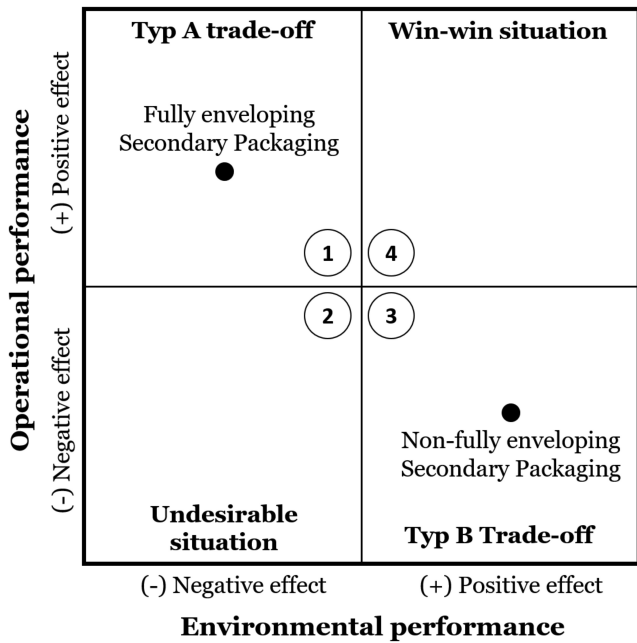 Typ A trade-off
Win-win situation
Fully enveloping
Secondary Packaging
1
4
2
3
Non-fully enveloping
Secondary Packaging
Undesirable
situation
Typ B Trade-off
Operational performance
(-) Negative effect
(+) Positive effect
(-) Negative effect
(+) Positive effect
Environmental performance